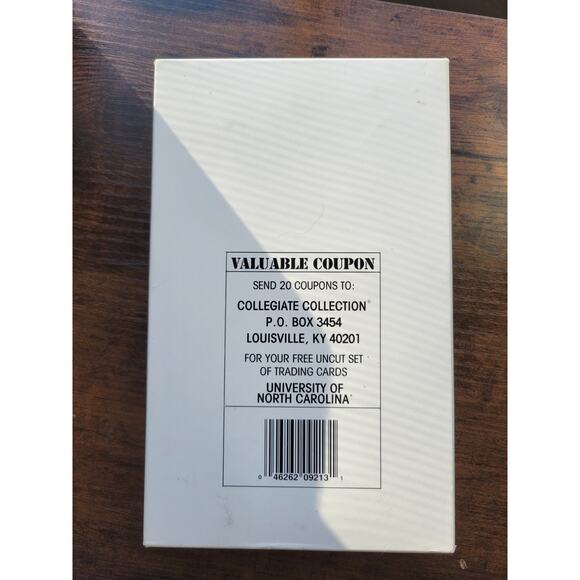 VALUABLE COUPON
SEND 20 COUPONS TO:
COLLEGIATE COLLECTION®
P.O. BOX 3454
LOUISVILLE, KY 40201
FOR YOUR FREE UNCUT SET
OF TRADING CARDS
UNIVERSITY OF
NORTH CAROLINA®
0 46262 09213 1